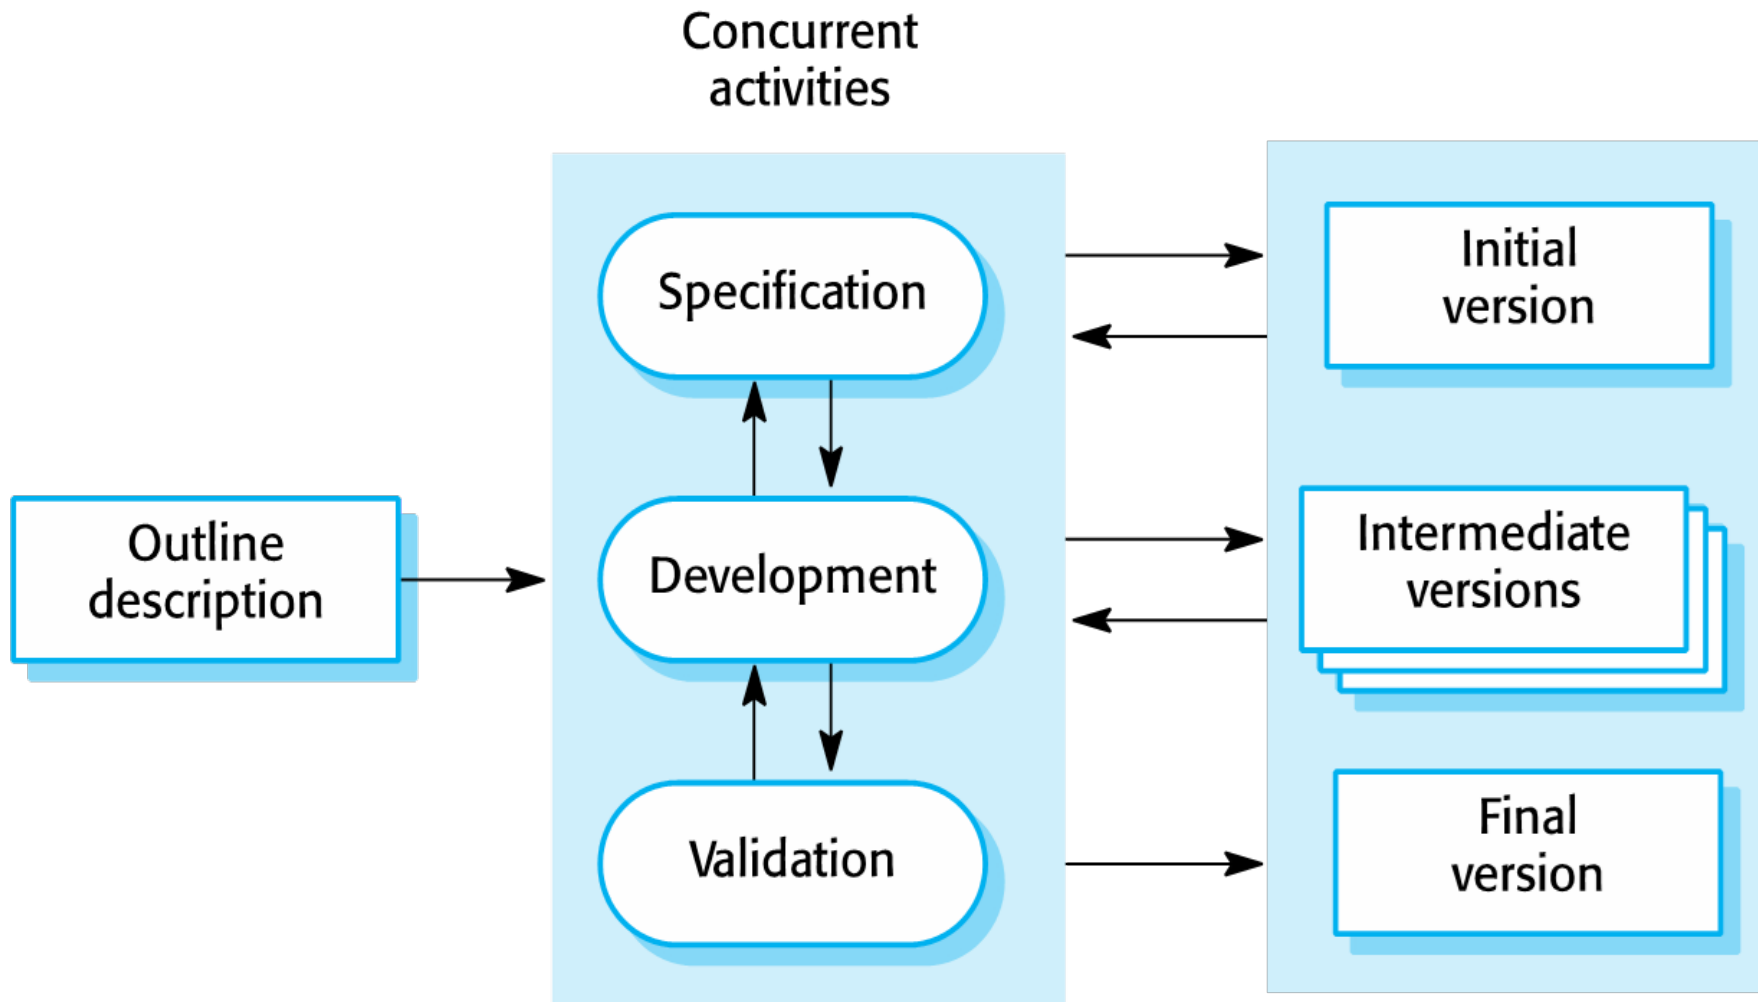 Concurrent
activities
Outline
description
Specification
Development
Validation
Initial
version
Intermediate
versions
Final
version